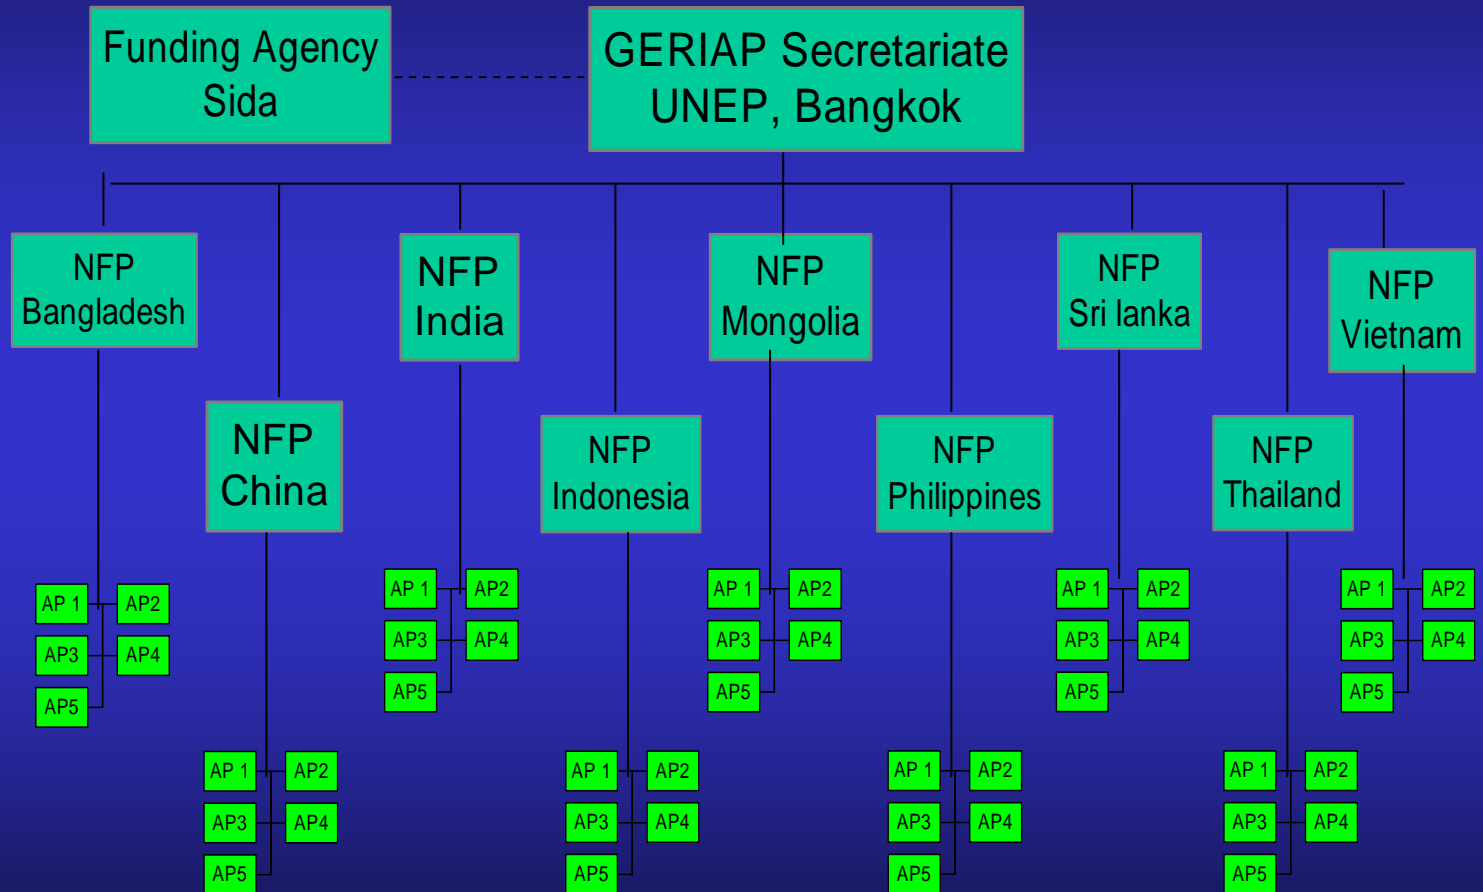 Funding Agency
Sida
GERIAP Secretariate
UNEP, Bangkok
NFP
Bangladesh
NFP
India
NFP
Mongolia
NFP
Sri lanka
NFP
Vietnam
NFP
China
NFP
Indonesia
NFP
Philippines
NFP
Thailand
AP 1
AP2
AP3
AP4
AP5
AP 1
AP2
AP3
AP4
AP5
AP 1
AP2
AP3
AP4
AP5
AP 1
AP2
AP3
AP4
AP5
AP 1
AP2
AP3
AP4
AP5
AP 1
AP2
AP3
AP4
AP5
AP 1
AP2
AP3
AP4
AP5
AP 1
AP2
AP3
AP4
AP5
AP 1
AP2
AP3
AP4
AP5